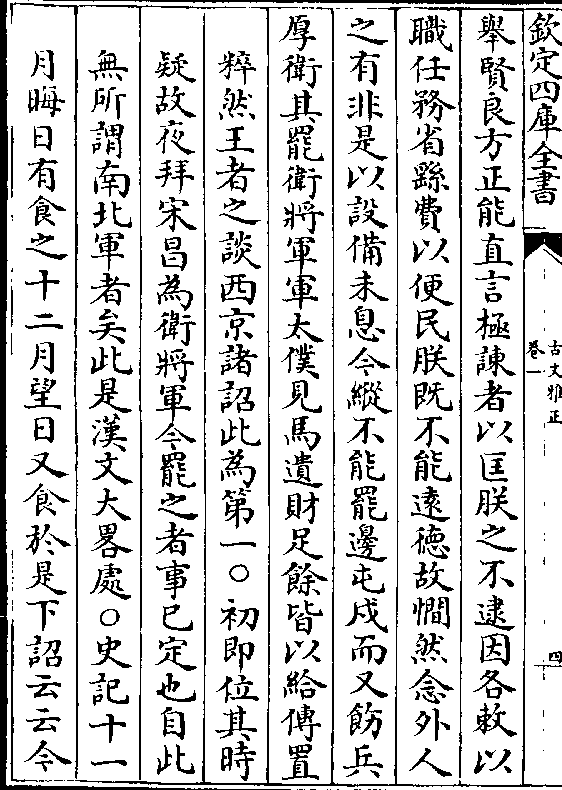 欽定四庫全書
古文雅正
卷一
四
舉賢良方正能直言極諫者以匡朕之不逮因各敕以
職任務省繇費以便民朕既不能逺徳故憪然念外人
之有非是以設備未息今縱不能罷邊屯戍而又飭兵
厚衛其罷衛將軍軍太僕見馬遺財足餘皆以給傳置
粹然王者之談西京諸詔此為第一○初即位其時
疑故夜拜宋昌為衛將軍今罷之者事已定也自此
無所謂南北軍者矣此是漢文大畧處○史記十一
月晦日有食之十二月望日又食於是下詔云云今